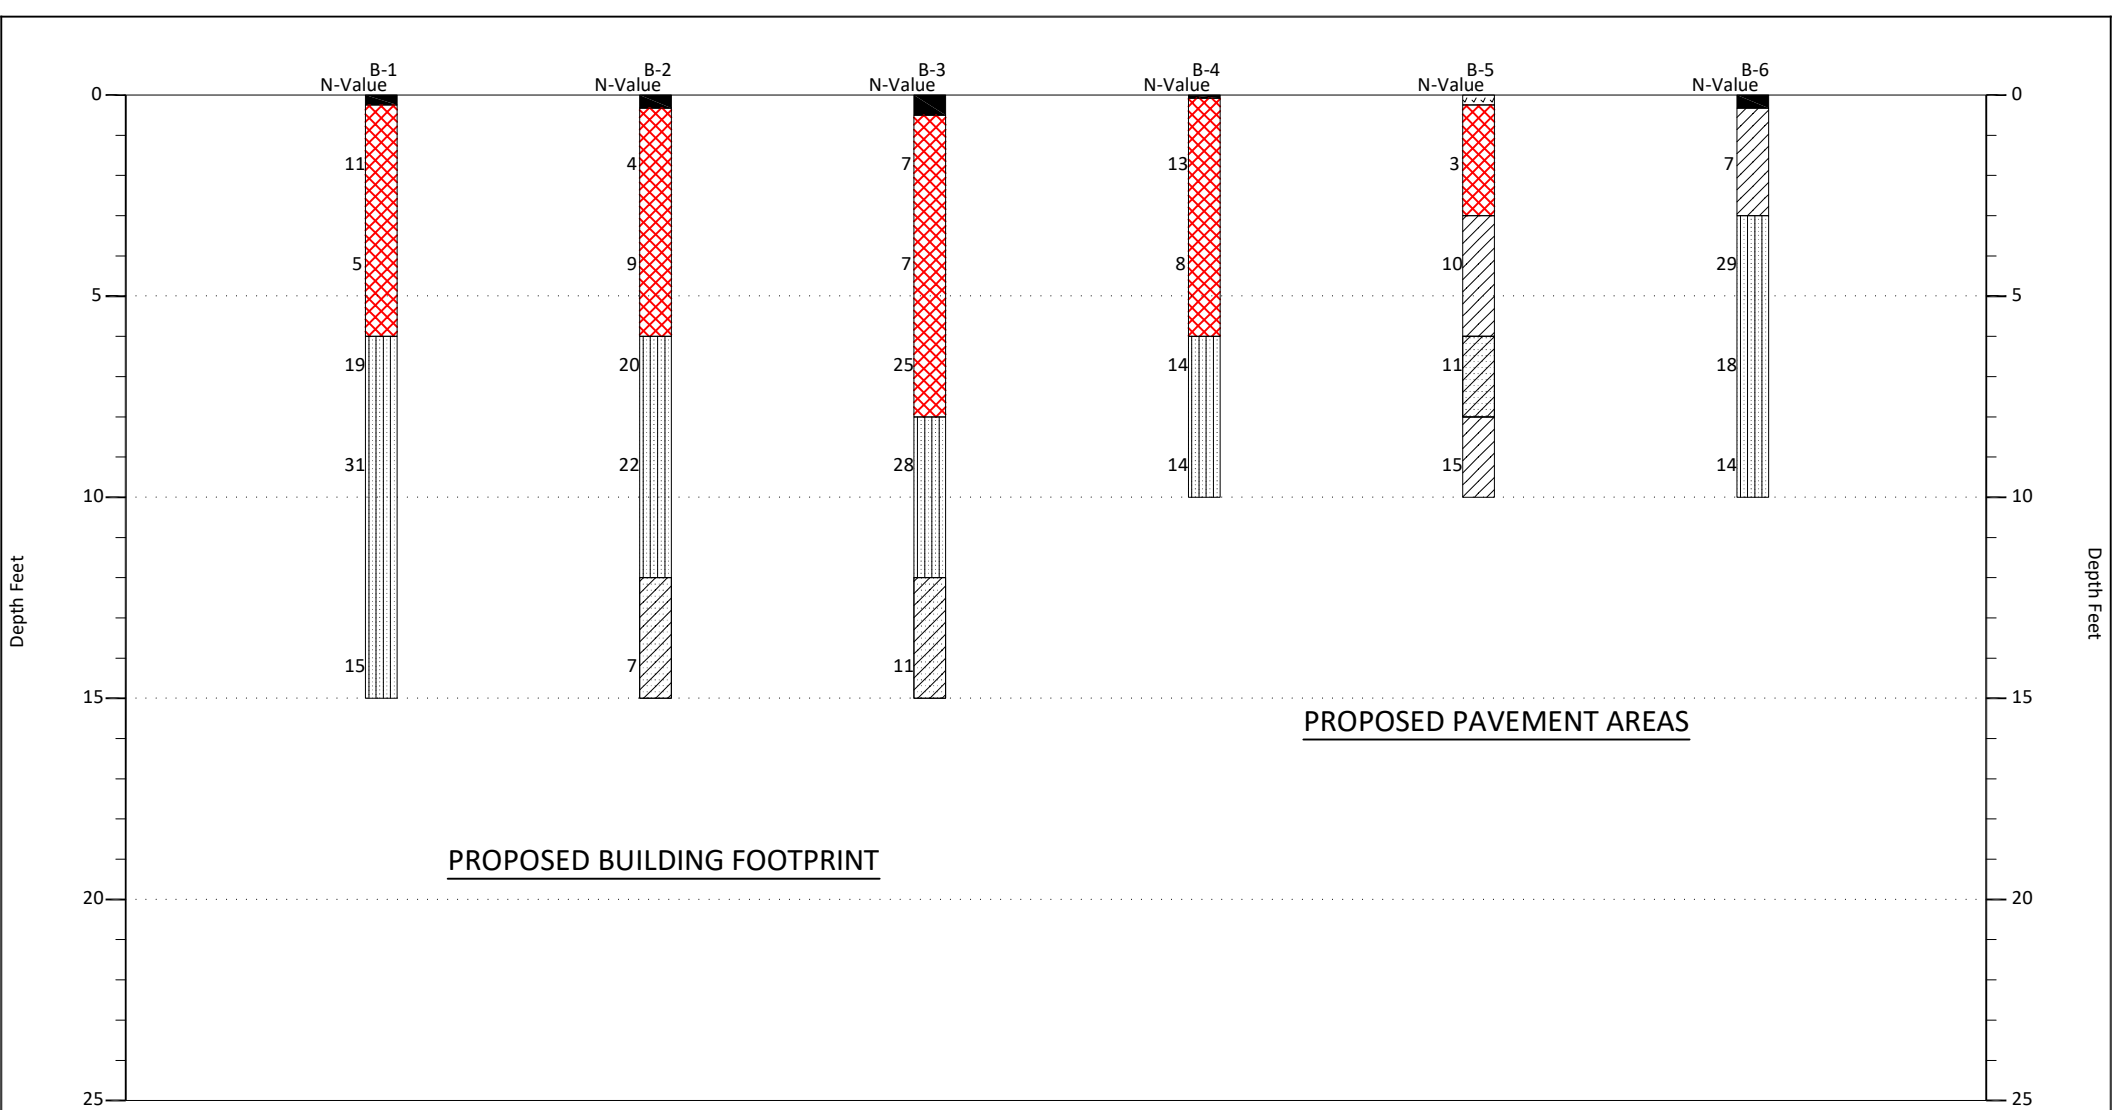 B-1 B-2 B-3 B-4 B-5 B-6
N-Value N-Value N-Value N-Value N-Value N-Value
0 0
11 4 7 13 3 7
5 9 7 8 10 29
5 5
19 20 25 14 11 18
31 22 28 14 15 14
10 10
Depth Feet
Depth Feet
15 7 11
15 15
PROPOSED PAVEMENT AREAS
PROPOSED BUILDING FOOTPRINT
20 20
25 25